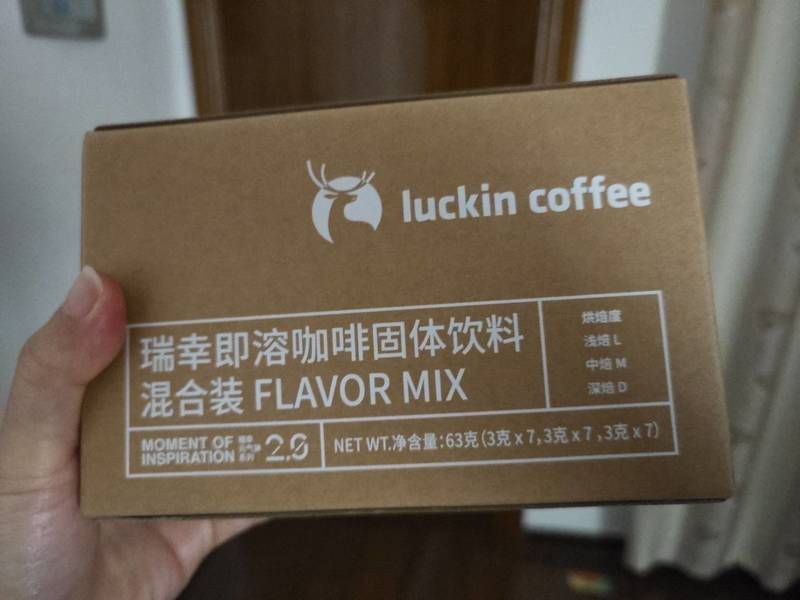 luckin coffee
瑞幸即溶咖啡固体饮料
混合装 FLAVOR MIX
烘焙度
浅焙 L
中焙 M
深焙 D
MOMENT OF
INSPIRATION
系列
2.0
NET WT.净含量:63克(3克 x 7,3克 x 7,3克 x 7)